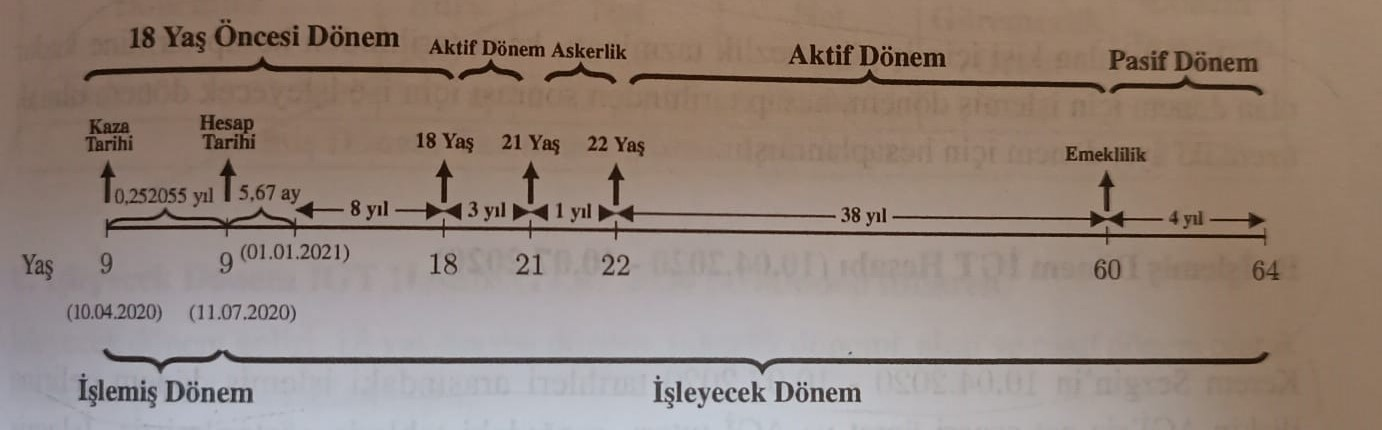 18 Yaş Öncesi Dönem Aktif Dönem Askerlik Aktif Dönem Pasif Dönem
Kaza Tarihi
Hesap Tarihi
18 Yaş 21 Yaş 22 Yaş
Emeklilik
0,252055 yıl 5,67 ay 8 yıl 3 yıl 1 yıl 38 yıl 4 yıl
Yaş 9 9 (01.01.2021) 18 21 22 60 64
(10.04.2020) (11.07.2020)
İşlemiş Dönem İşleyecek Dönem